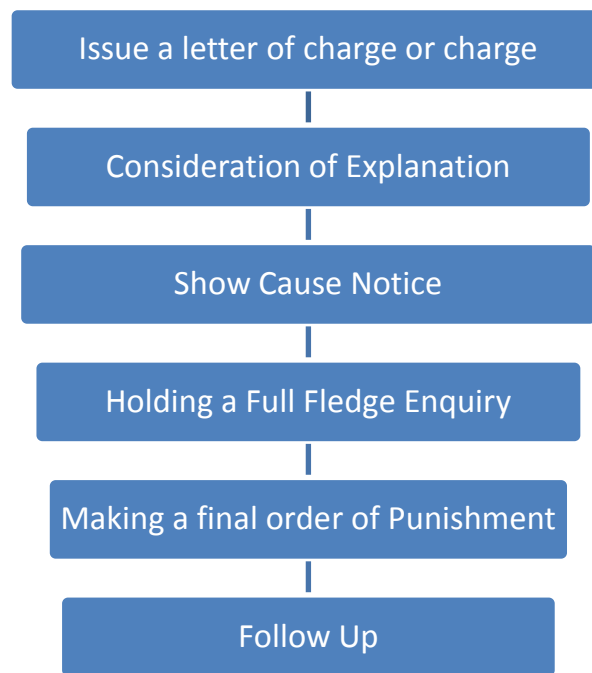 Issue a letter of charge or charge
Consideration of Explanation
Show Cause Notice
Holding a Full Fledge Enquiry
Making a final order of Punishment
Follow Up